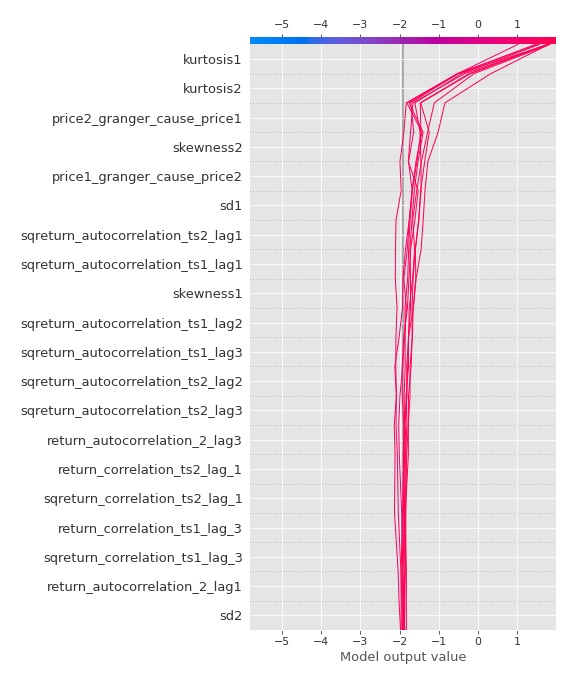 −5 −4 −3 −2 −1 0 1
kurtosis1
kurtosis2
price2_granger_cause_price1
skewness2
price1_granger_cause_price2
sd1
sqreturn_autocorrelation_ts2_lag1
sqreturn_autocorrelation_ts1_lag1
skewness1
sqreturn_autocorrelation_ts1_lag2
sqreturn_autocorrelation_ts1_lag3
sqreturn_autocorrelation_ts2_lag2
sqreturn_autocorrelation_ts2_lag3
return_autocorrelation_2_lag3
return_correlation_ts2_lag_1
sqreturn_correlation_ts2_lag_1
return_correlation_ts1_lag_3
sqreturn_correlation_ts1_lag_3
return_autocorrelation_2_lag1
sd2
−5 −4 −3 −2 −1 0 1
Model output value